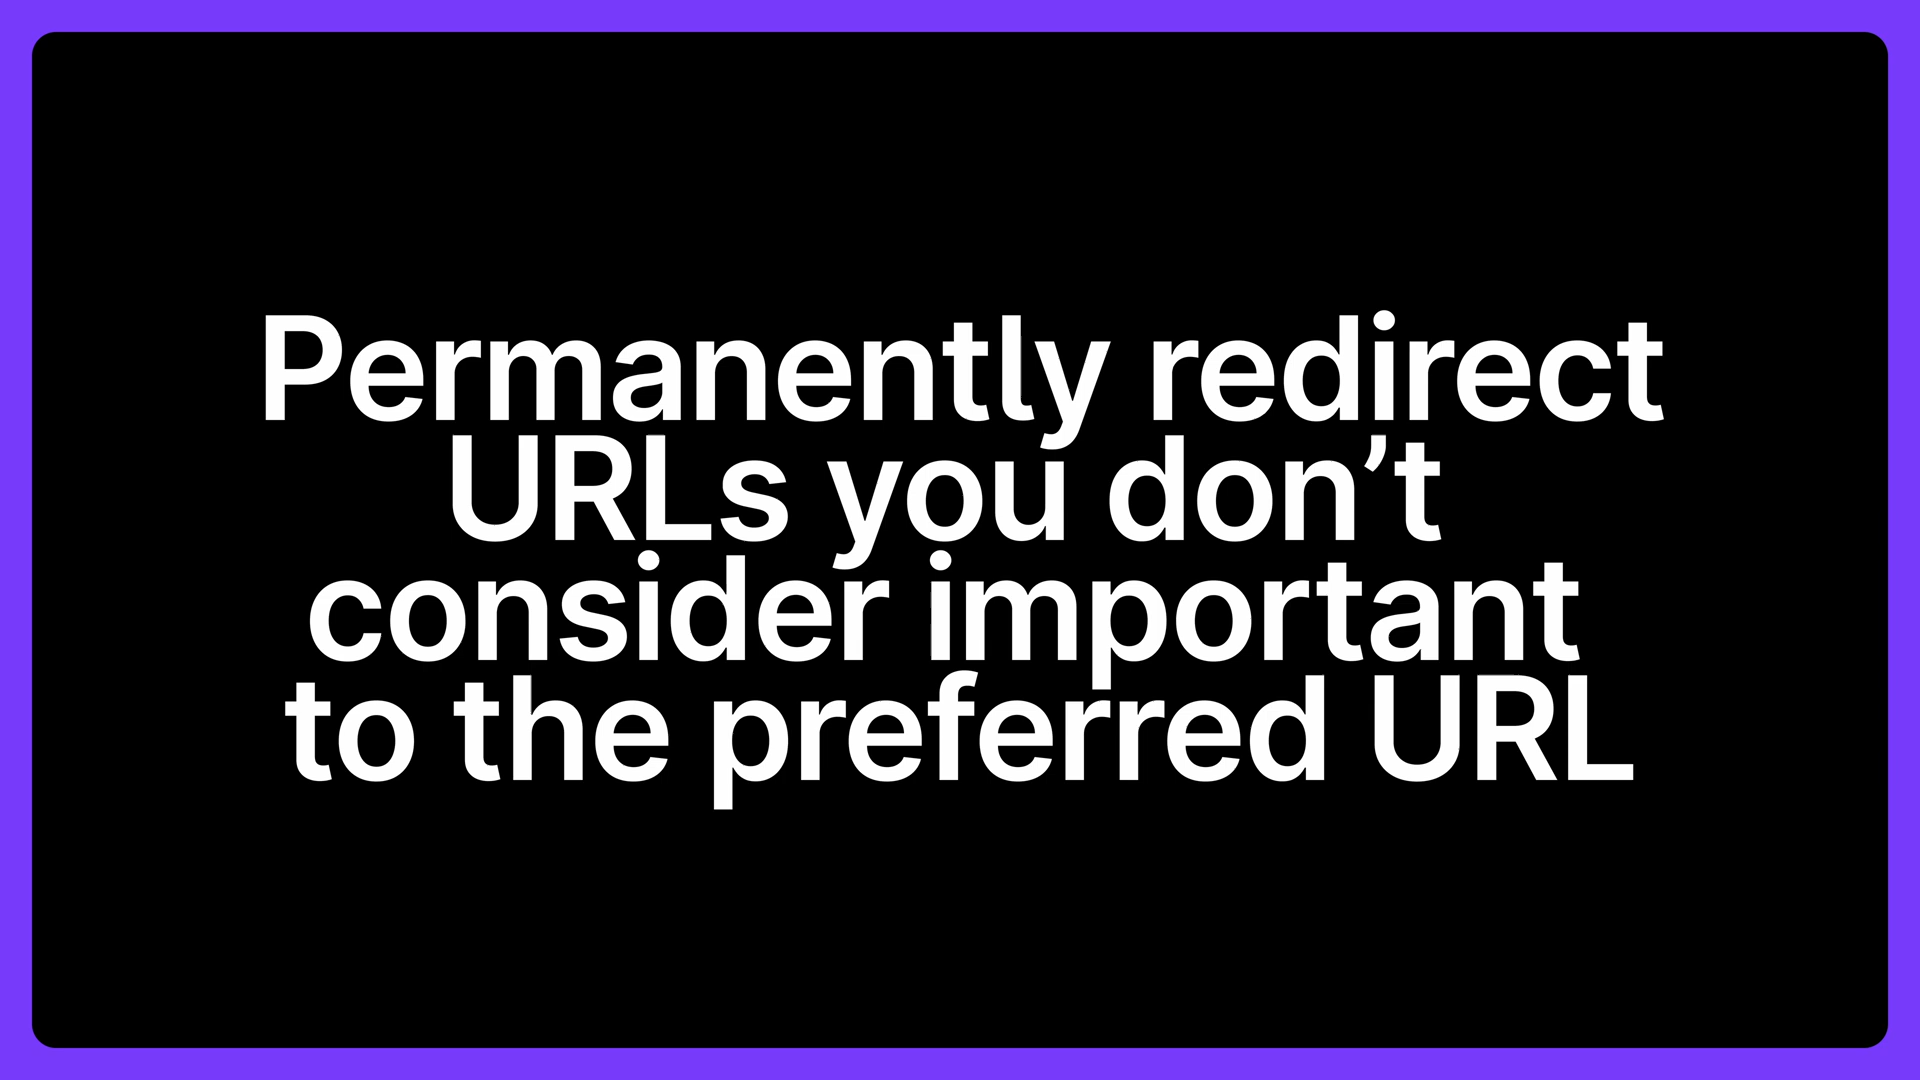 Permanently redirect
URLs you don’t
consider important
to the preferred URL